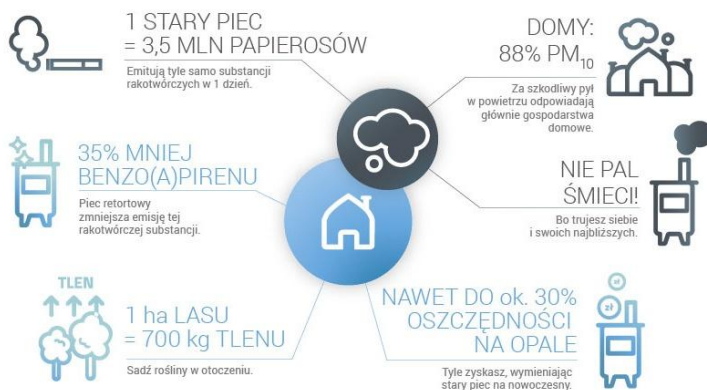 1 STARY PIEC
= 3,5 MLN PAPIEROSÓW
Emitują tyle samo substancji
rakotwórczych w 1 dzień.
DOMY:
88% PM10
Za szkodliwy pył
w powietrzu odpowiadają
głównie gospodarstwa
domowe.
35% MNIEJ
BENZO(A)PIRENU
Piec retortowy
zmniejsza emisję tej
rakotwórczej substancji.
NIE PAL
ŚMIECI!
Bo trujesz siebie
i swoich najbliższych.
TLEN
1 ha LASU
= 700 kg TLENU
Sadź rośliny w otoczeniu.
NAWET DO ok. 30%
OSZCZĘDNOŚCI
NA OPALE
Tyle zyskasz, wymieniając
stary piec na nowoczesny.
zł
zł